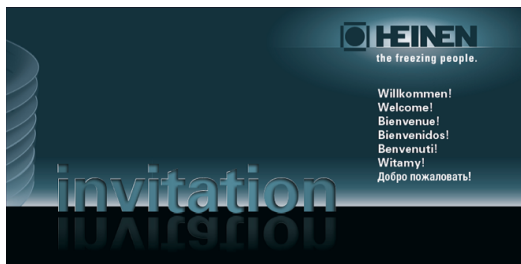 HEINEN
the freezing people.
Willkommen!
Welcome!
Bienvenue!
Bienvenidos!
Benvenuti!
Witamy!
Добро пожаловать!
invitation